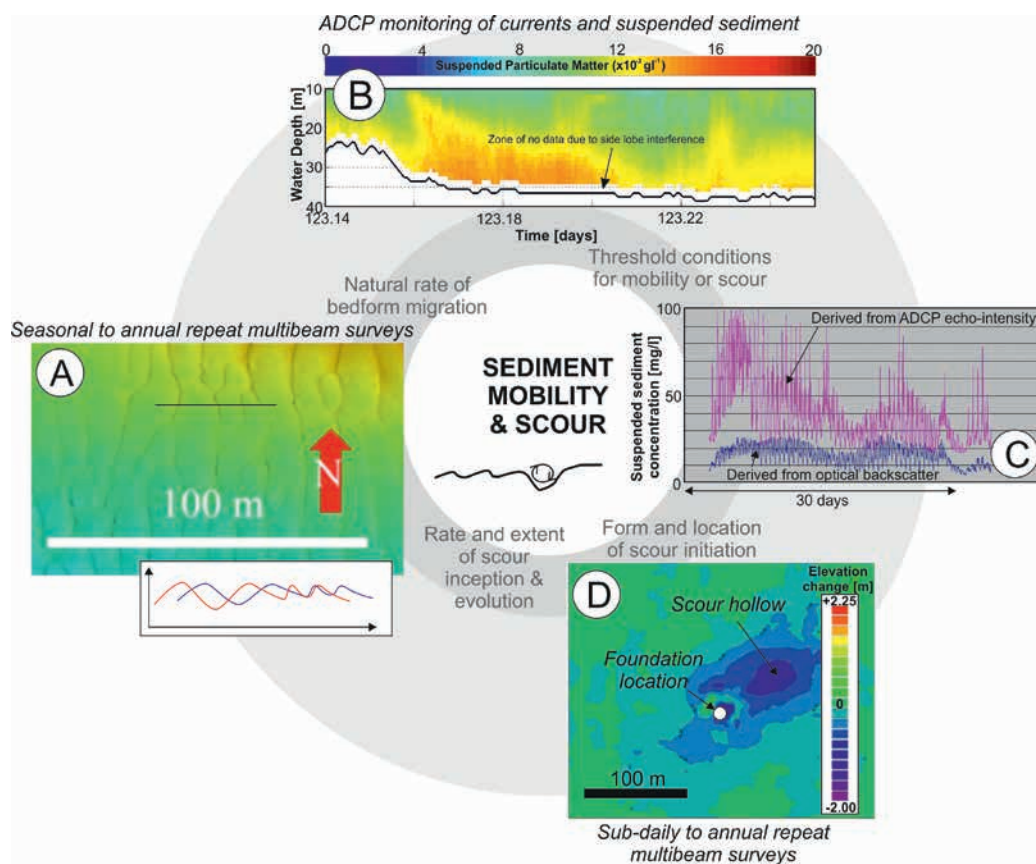 ADCP monitoring of currents and suspended sediment
0 4 8 12 16 20
Suspended Particulate Matter (x10⁻³ gl⁻¹)
B
Water Depth [m]
10
20
30
40
Zone of no data due to side lobe interference
123.14 123.18 123.22
Time [days]
Natural rate of
bedform migration
Threshold conditions
for mobility or scour
Seasonal to annual repeat multibeam surveys
A
N
100 m
SEDIMENT
MOBILITY
& SCOUR
Suspended sediment
concentration [mg/l]
100
50
0
Derived from ADCP echo-intensity
Derived from optical backscatter
C
30 days
Rate and extent
of scour
inception &
evolution
Form and location
of scour initiation
D
Elevation
change [m]
+2.25
0
-2.00
Scour hollow
Foundation
location
100 m
Sub-daily to annual repeat
multibeam surveys